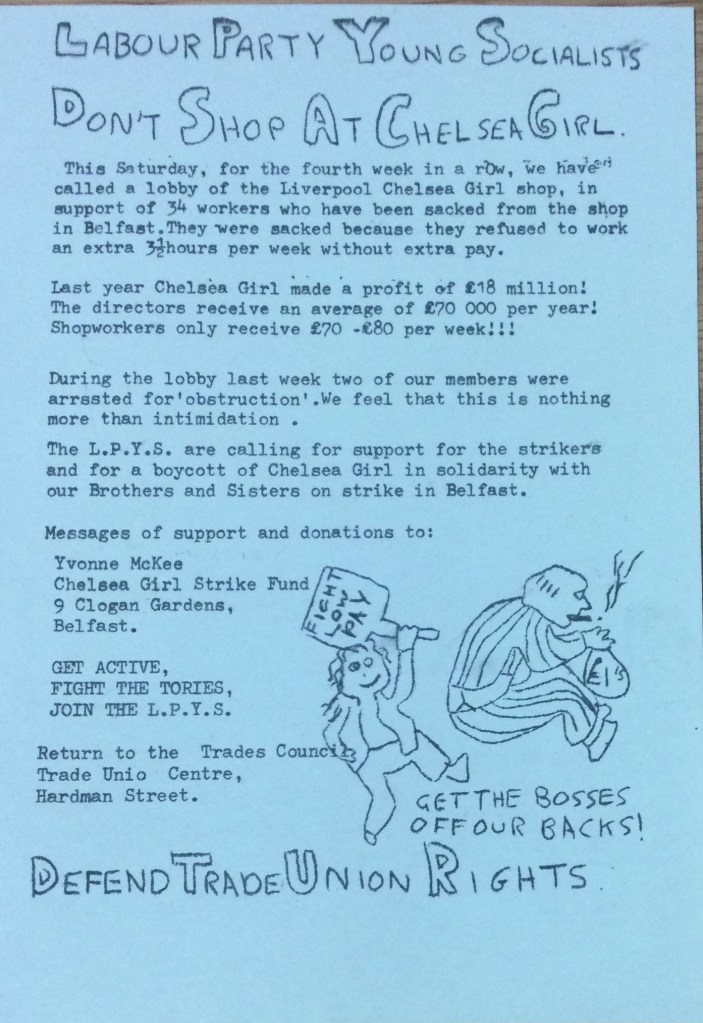 LABOUR PARTY YOUNG SOCIALISTS
DON'T SHOP AT CHELSEA GIRL.
This Saturday, for the fourth week in a row, we have
called a lobby of the Liverpool Chelsea Girl shop, in
support of 34 workers who have been sacked from the shop
in Belfast.They were sacked because they refused to work
an extra 3½hours per week without extra pay.
Last year Chelsea Girl made a profit of £18 million!
The directors receive an average of £70 000 per year!
Shopworkers only receive £70 -£80 per week!!!
During the lobby last week two of our members were
arrssted for'obstruction'.We feel that this is nothing
more than intimidation .
The L.P.Y.S. are calling for support for the strikers
and for a boycott of Chelsea Girl in solidarity with
our Brothers and Sisters on strike in Belfast.
Messages of support and donations to:
Yvonne McKee
Chelsea Girl Strike Fund
9 Clogan Gardens,
Belfast.
GET ACTIVE,
FIGHT THE TORIES,
JOIN THE L.P.Y.S.
Return to the Trades Council,
Trade Unio Centre,
Hardman Street.
FIGHT
LOW
PAY
£1's
GET THE BOSSES
OFF OUR BACKS!
DEFEND TRADE UNION RIGHTS.